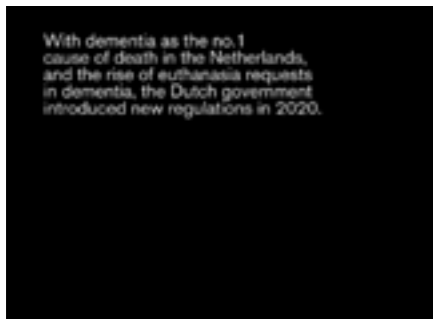 With dementia as the no.1
cause of death in the Netherlands,
and the rise of euthanasia requests
in dementia, the Dutch government
introduced new regulations in 2020.